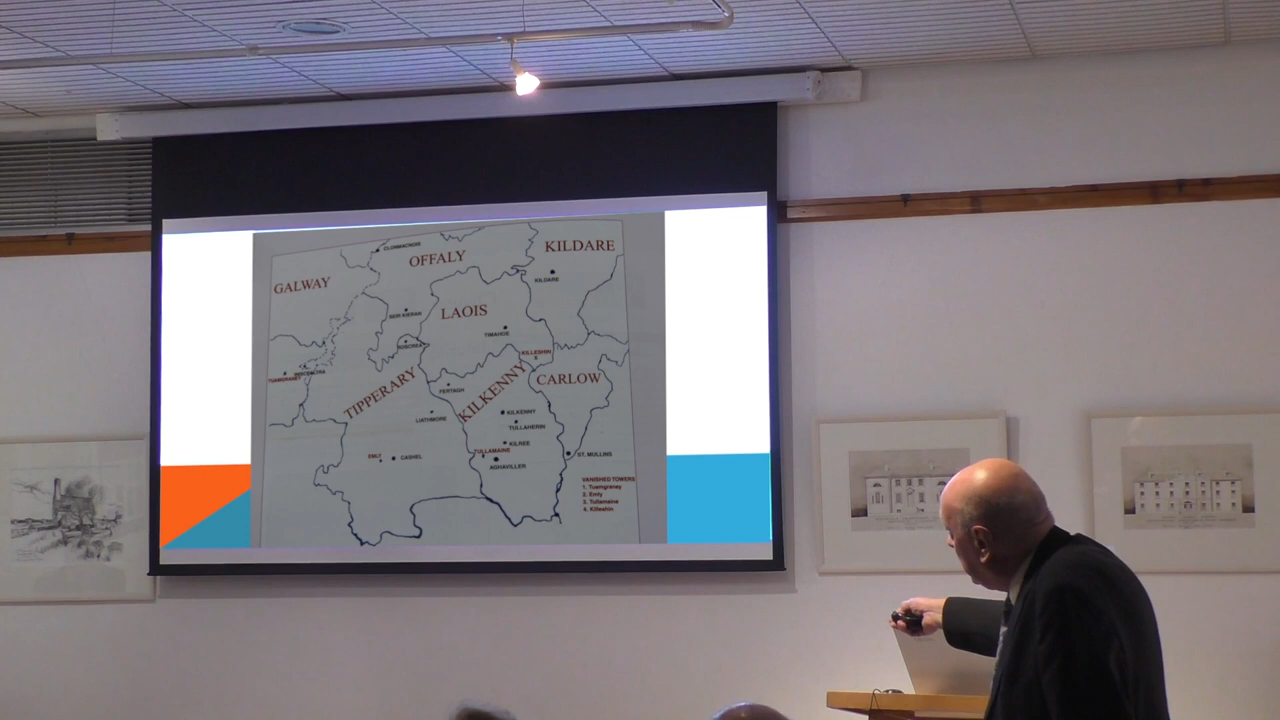 CLONMACNOIS
OFFALY
KILDARE
GALWAY
KILDARE
SEIR KIERAN
LAOIS
TIMAHOE
ROSCREA
KILLESHIN
TUAMGRANEY
TIPPERARY
KILKENNY
CARLOW
FERTAGH
LIATHMORE
KILKENNY
TULLAHERIN
KILREE
TULLAMAINE
EMLY
CASHEL
AGHAVILLER
ST. MULLINS
VANISHED TOWERS
1. Tuamgraney
2. Emly
3. Tullamaine
4. Killeshin